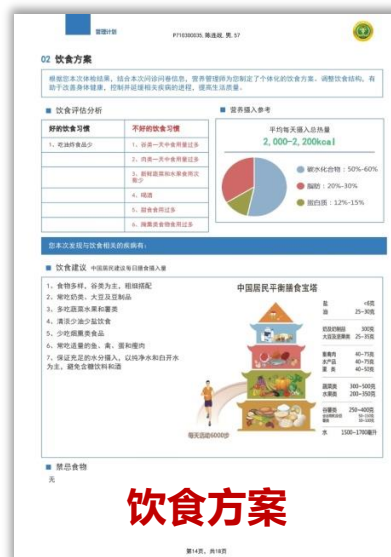 管理计划
P710360035, 陈连战, 男, 57
02 饮食方案
根据您本次体检结果，结合本次问诊问卷信息，营养管理师为您制定了个体化的饮食方案。调整饮食结构，有
助于改善身体健康，控制并延缓相关疾病的进程，提高生活质量。
饮食评估分析
好的饮食习惯
不好的饮食习惯
1、吃油炸食品少
1、谷类一天中食用量过多
2、肉类一天中食用量过多
3、新鲜蔬菜和水果食用次
数少
4、喝酒
5、甜食食用过多
6、腌熏类食物食用过多
营养摄入参考
平均每天摄入总热量
2,000-2,200kcal
碳水化合物：50%-60%
脂肪：20%-30%
蛋白质：12%-15%
您本次发现与饮食相关的疾病有：
饮食建议 中国居民建议每日膳食摄入量
1、食物多样，谷类为主，粗细搭配
2、常吃奶类、大豆及豆制品
3、多吃蔬菜水果和薯类
4、清淡少油少盐饮食
5、少吃烟熏类食品
6、常吃适量的鱼、禽、蛋和瘦肉
7、保证充足的水分摄入，以纯净水和白开水
为主，避免含糖饮料和酒
中国居民平衡膳食宝塔
盐 <6克
油 25~30克
奶及奶制品 300克
大豆及坚果类 25~35克
畜禽肉 40~75克
水产品 40~75克
蛋 类 40~50克
蔬菜类 300~500克
水果类 200~350克
谷薯类 250~400克
水 1500~1700毫升
每天活动6000步
禁忌食物
无
饮食方案
第14页，共18页